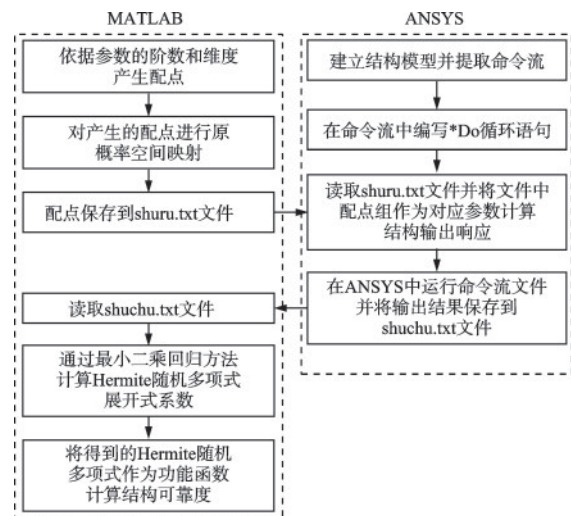 MATLAB
依据参数的阶数和维度
产生配点
对产生的配点进行原
概率空间映射
配点保存到shuru.txt文件
读取shuchu.txt文件
通过最小二乘回归方法
计算Hermite随机多项式
展开式系数
将得到的Hermite随机
多项式作为功能函数
计算结构可靠度
ANSYS
建立结构模型并提取命令流
在命令流中编写*Do循环语句
读取shuru.txt文件并将文件中
配点组作为对应参数计算
结构输出响应
在ANSYS中运行命令流文件
并将输出结果保存到
shuchu.txt文件